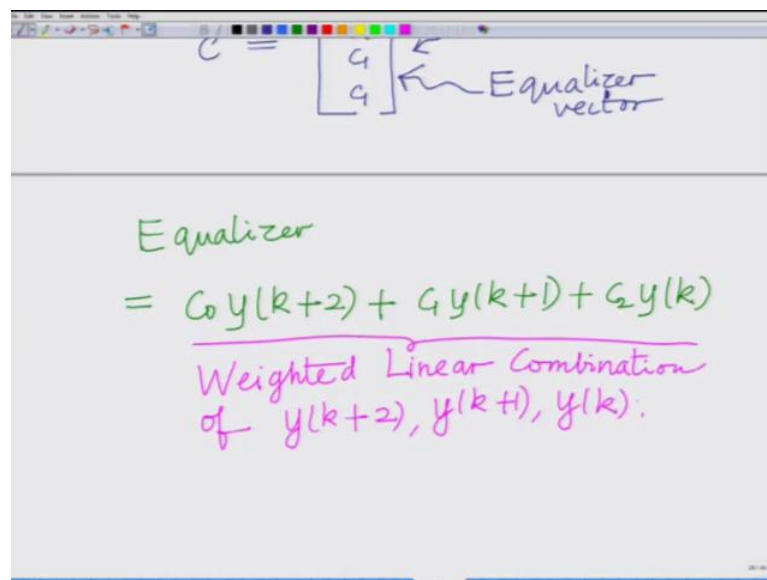 C =
C₁
C₁
Equalizer
vector
Equalizer
= C₀ y(k+2) + C₁ y(k+1) + C₂ y(k)
Weighted Linear Combination
of y(k+2), y(k+1), y(k).